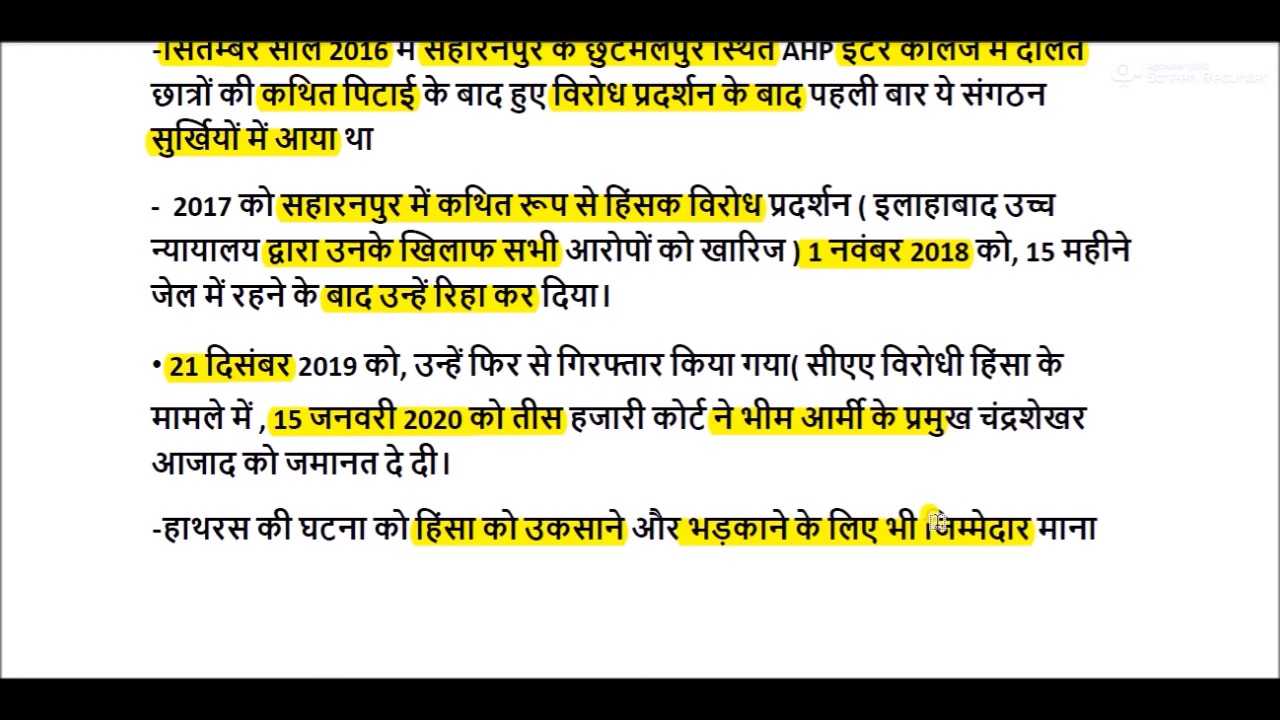 -सितम्बर साल 2016 में सहारनपुर के छुटमलपुर स्थित AHP इंटर कॉलेज में दलित
छात्रों की कथित पिटाई के बाद हुए विरोध प्रदर्शन के बाद पहली बार ये संगठन
सुर्खियों में आया था
- 2017 को सहारनपुर में कथित रूप से हिंसक विरोध प्रदर्शन ( इलाहाबाद उच्च
न्यायालय द्वारा उनके खिलाफ सभी आरोपों को खारिज ) 1 नवंबर 2018 को, 15 महीने
जेल में रहने के बाद उन्हें रिहा कर दिया।
• 21 दिसंबर 2019 को, उन्हें फिर से गिरफ्तार किया गया( सीएए विरोधी हिंसा के
मामले में , 15 जनवरी 2020 को तीस हजारी कोर्ट ने भीम आर्मी के प्रमुख चंद्रशेखर
आजाद को जमानत दे दी।
-हाथरस की घटना को हिंसा को उकसाने और भड़काने के लिए भी जिम्मेदार माना
Screen Recorder